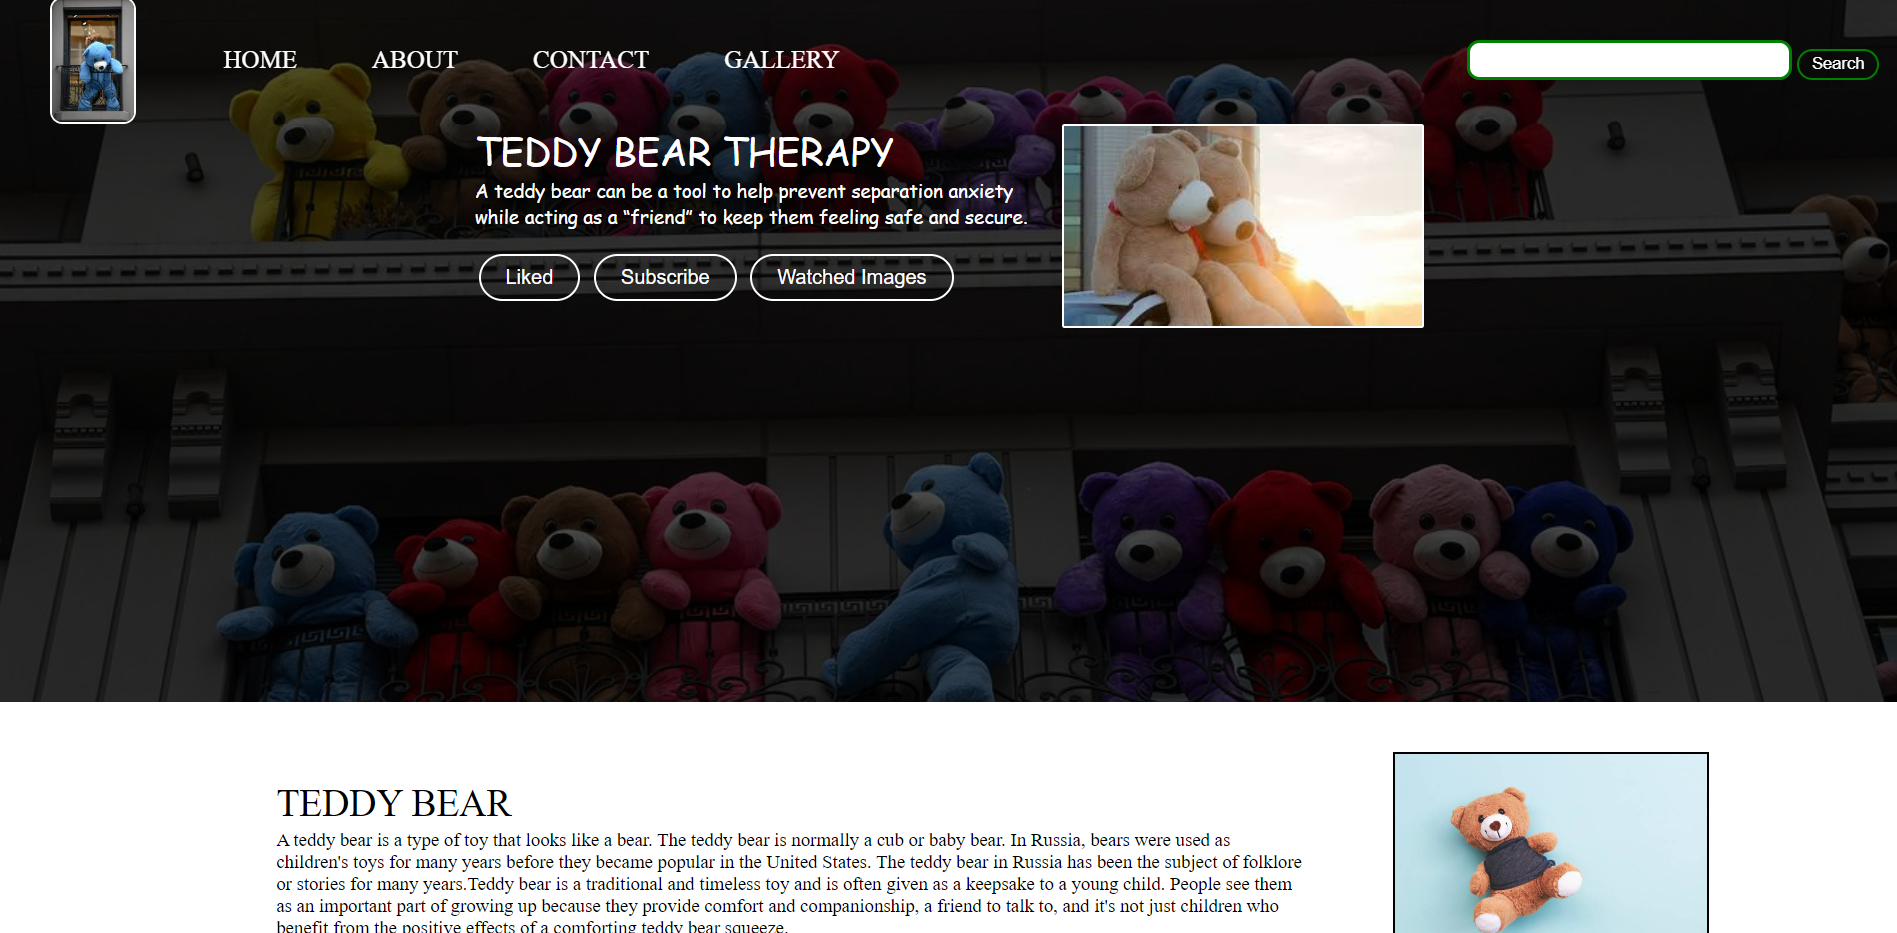 HOME ABOUT CONTACT GALLERY
Search
TEDDY BEAR THERAPY
A teddy bear can be a tool to help prevent separation anxiety
while acting as a “friend” to keep them feeling safe and secure.
Liked Subscribe Watched Images
TEDDY BEAR
A teddy bear is a type of toy that looks like a bear. The teddy bear is normally a cub or baby bear. In Russia, bears were used as
children's toys for many years before they became popular in the United States. The teddy bear in Russia has been the subject of folklore
or stories for many years.Teddy bear is a traditional and timeless toy and is often given as a keepsake to a young child. People see them
as an important part of growing up because they provide comfort and companionship, a friend to talk to, and it's not just children who
benefit from the positive effects of a comforting teddy bear squeeze.